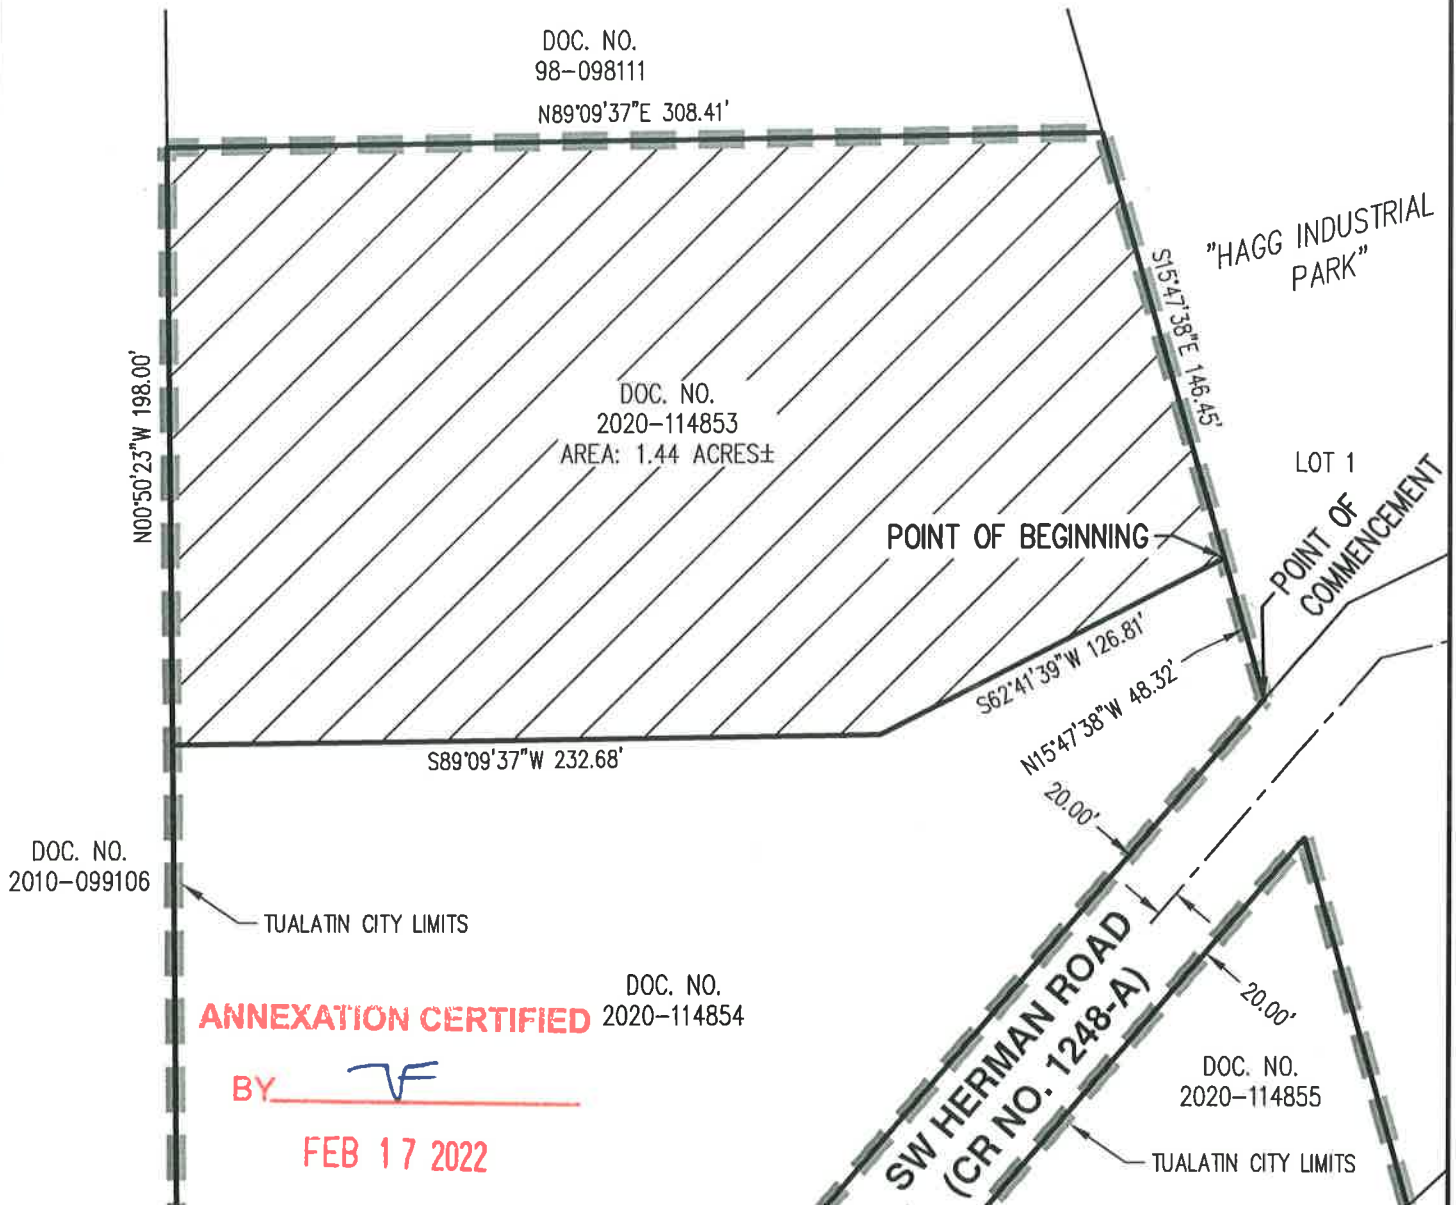 DOC. NO.
98-098111
N89°09'37"E 308.41'
"HAGG INDUSTRIAL
PARK"
S15°47'38"E 146.45'
N00°50'23"W 198.00'
DOC. NO.
2020-114853
AREA: 1.44 ACRES±
LOT 1
POINT OF BEGINNING
POINT OF
COMMENCEMENT
S62°41'39"W 126.81'
N15°47'38"W 48.32'
S89°09'37"W 232.68'
20.00'
DOC. NO.
2010-099106
TUALATIN CITY LIMITS
DOC. NO.
2020-114854
ANNEXATION CERTIFIED
BY TF
FEB 17 2022
SW HERMAN ROAD
(CR NO. 1248-A)
20.00'
DOC. NO.
2020-114855
TUALATIN CITY LIMITS